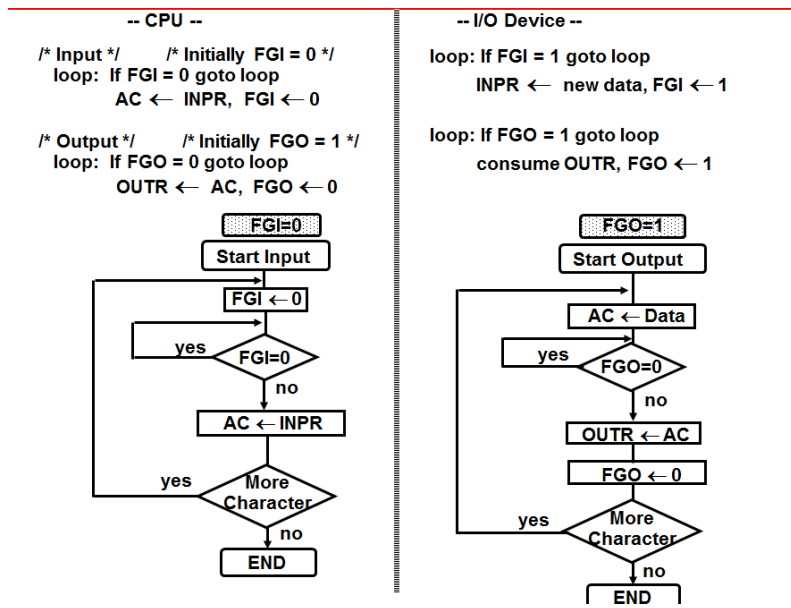 -- CPU --
/* Input */ /* Initially FGI = 0 */
loop: If FGI = 0 goto loop
AC ← INPR, FGI ← 0
/* Output */ /* Initially FGO = 1 */
loop: If FGO = 0 goto loop
OUTR ← AC, FGO ← 0
FGI=0
Start Input
FGI ← 0
yes
FGI=0
no
AC ← INPR
yes
More
Character
no
END
-- I/O Device --
loop: If FGI = 1 goto loop
INPR ← new data, FGI ← 1
loop: If FGO = 1 goto loop
consume OUTR, FGO ← 1
FGO=1
Start Output
AC ← Data
yes
FGO=0
no
OUTR ← AC
FGO ← 0
yes
More
Character
no
END